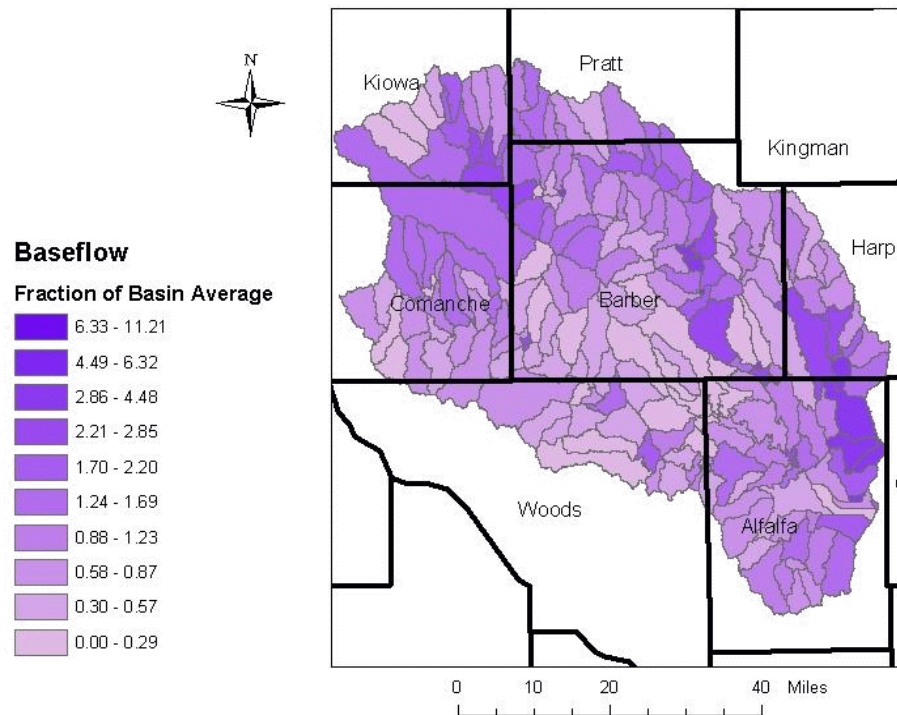 N
Kiowa
Pratt
Kingman
Harp
Comanche
Barber
Woods
Alfalfa
Baseflow
Fraction of Basin Average
6.33 - 11.21
4.49 - 6.32
2.86 - 4.48
2.21 - 2.85
1.70 - 2.20
1.24 - 1.69
0.88 - 1.23
0.58 - 0.87
0.30 - 0.57
0.00 - 0.29
0 10 20 40 Miles